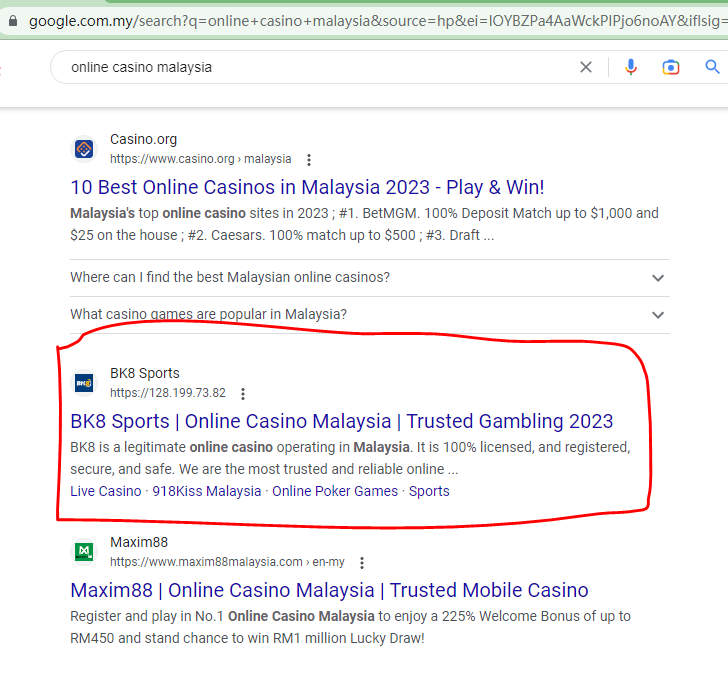 google.com.my/search?q=online+casino+malaysia&source=hp&ei=IOYBZPa4AaWckPIPjo6noAY&iflsig=
online casino malaysia
Casino.org
https://www.casino.org › malaysia
10 Best Online Casinos in Malaysia 2023 - Play & Win!
Malaysia's top online casino sites in 2023 ; #1. BetMGM. 100% Deposit Match up to $1,000 and
$25 on the house ; #2. Caesars. 100% match up to $500 ; #3. Draft ...
Where can I find the best Malaysian online casinos?
What casino games are popular in Malaysia?
BK8 Sports
https://128.199.73.82
BK8 Sports | Online Casino Malaysia | Trusted Gambling 2023
BK8 is a legitimate online casino operating in Malaysia. It is 100% licensed, and registered,
secure, and safe. We are the most trusted and reliable online ...
Live Casino · 918Kiss Malaysia · Online Poker Games · Sports
Maxim88
https://www.maxim88malaysia.com › en-my
Maxim88 | Online Casino Malaysia | Trusted Mobile Casino
Register and play in No.1 Online Casino Malaysia to enjoy a 225% Welcome Bonus of up to
RM450 and stand chance to win RM1 million Lucky Draw!